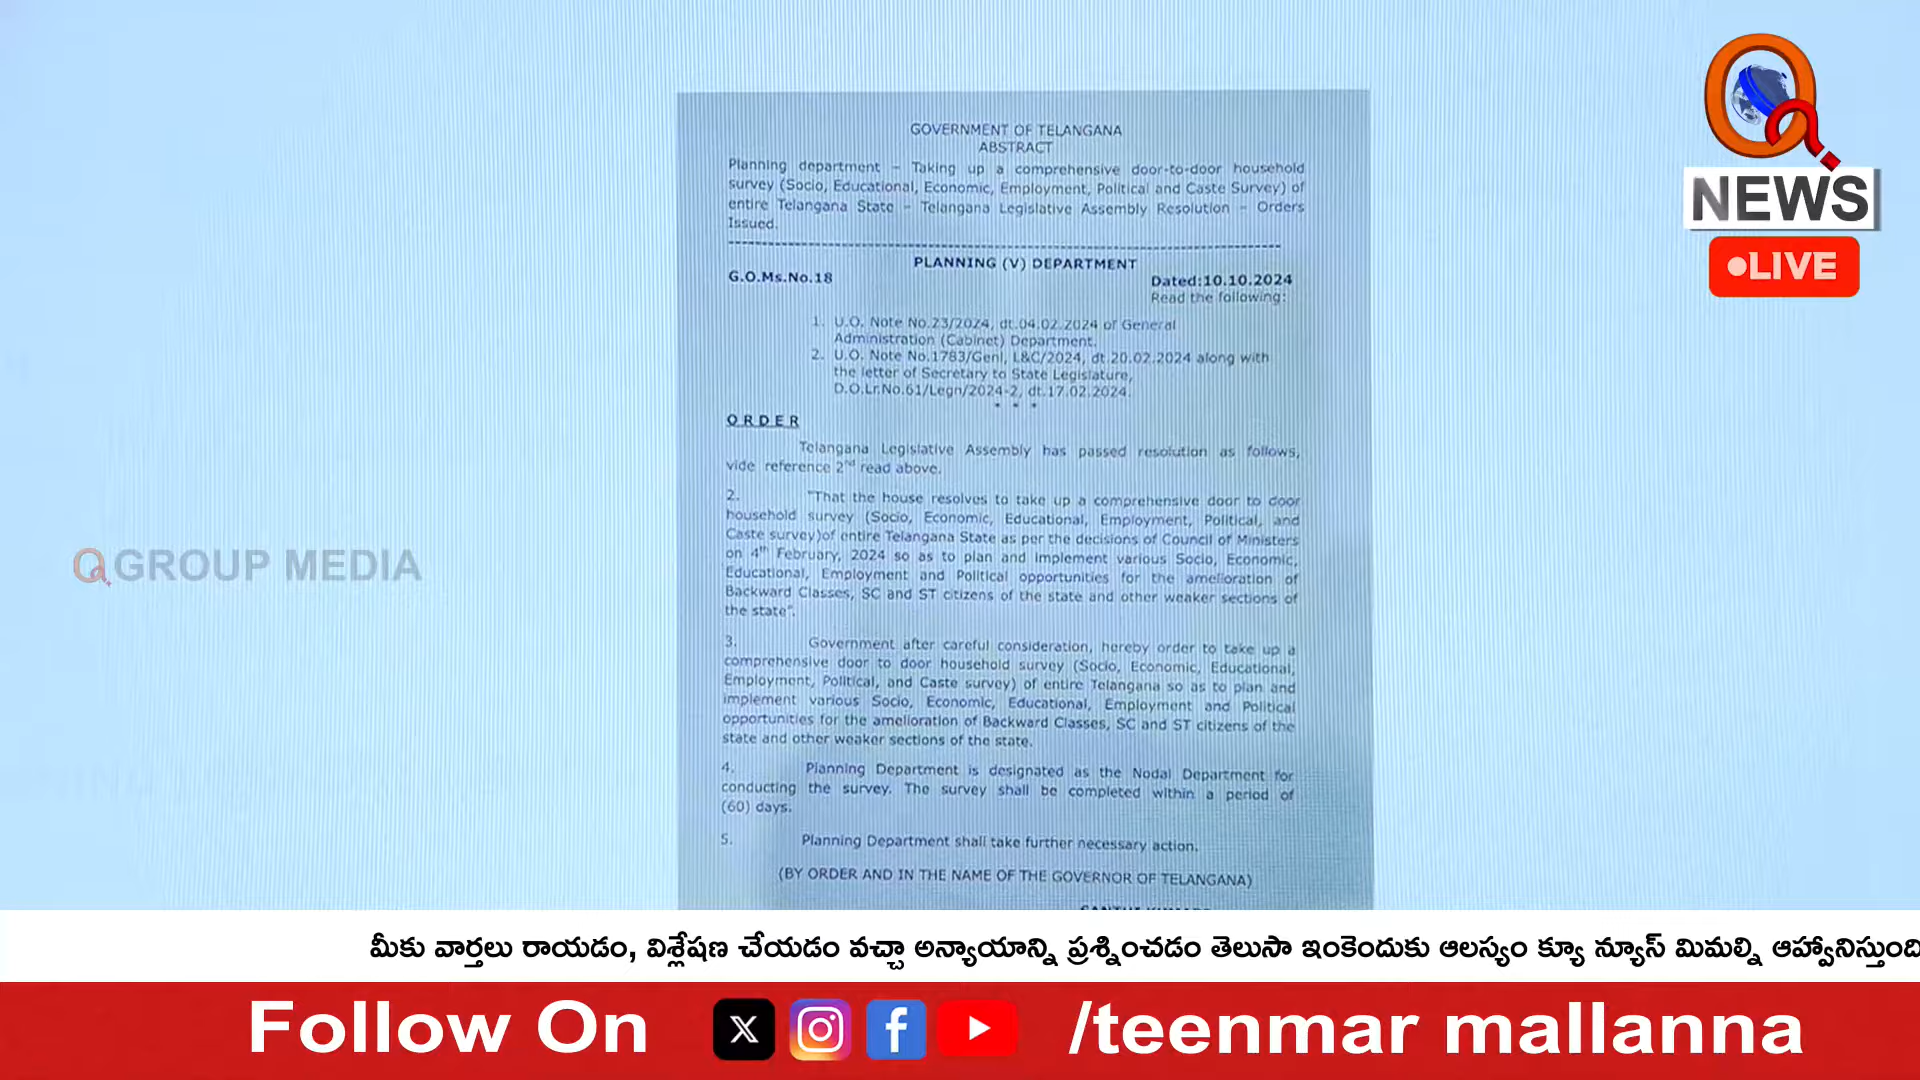 GOVERNMENT OF TELANGANA
ABSTRACT
Planning department – Taking up a comprehensive door-to-door household
survey (Socio, Educational, Economic, Employment, Political and Caste Survey) of
entire Telangana State – Telangana Legislative Assembly Resolution – Orders
Issued.
PLANNING (V) DEPARTMENT
G.O.Ms.No.18
Dated:10.10.2024
Read the following:
1. U.O. Note No.23/2024, dt.04.02.2024 of General
Administration (Cabinet) Department.
2. U.O. Note No.1783/Genl, L&C/2024, dt.20.02.2024 along with
the letter of Secretary to State Legislature,
D.O.Lr.No.61/Legn/2024-2, dt.17.02.2024.
* * *
O R D E R
Telangana Legislative Assembly has passed resolution as follows,
vide reference 2nd read above.
2. "That the house resolves to take up a comprehensive door to door
household survey (Socio, Economic, Educational, Employment, Political, and
Caste survey)of entire Telangana State as per the decisions of Council of Ministers
on 4th February, 2024 so as to plan and implement various Socio, Economic,
Educational, Employment and Political opportunities for the amelioration of
Backward Classes, SC and ST citizens of the state and other weaker sections of
the state".
3. Government after careful consideration, hereby order to take up a
comprehensive door to door household survey (Socio, Economic, Educational,
Employment, Political, and Caste survey) of entire Telangana so as to plan and
implement various Socio, Economic, Educational, Employment and Political
opportunities for the amelioration of Backward Classes, SC and ST citizens of the
state and other weaker sections of the state.
4. Planning Department is designated as the Nodal Department for
conducting the survey. The survey shall be completed within a period of
(60) days.
5. Planning Department shall take further necessary action.
(BY ORDER AND IN THE NAME OF THE GOVERNOR OF TELANGANA)
Q
NEWS
LIVE
Q GROUP MEDIA
మీకు వార్తలు రాయడం, విశ్లేషణ చేయడం వచ్చా అన్యాయాన్ని ప్రశ్నించడం తెలుసా ఇంకెందుకు ఆలస్యం క్యూ న్యూస్ మిమల్ని ఆహ్వానిస్తుంది
Follow On /teenmar mallanna